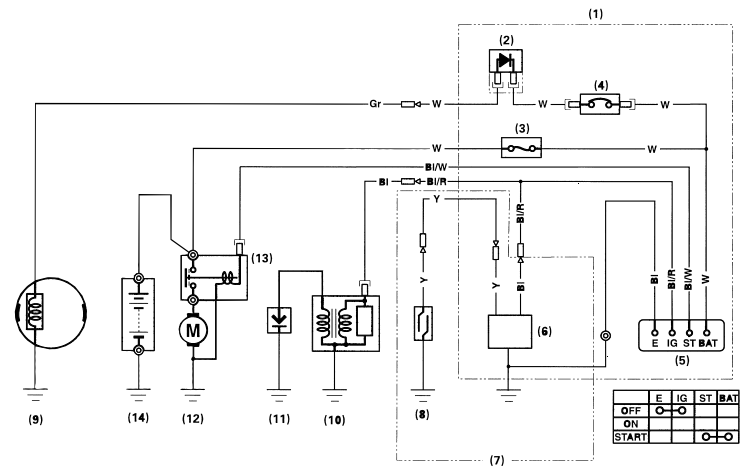 (1)
(2)
(4)
Gr W W W
(3)
W W
Bl/W
Bl Bl/R
Y Bl/R
(13)
Y Y Bl Bl Bl/R Bl/W W
M
(6)
E IG ST BAT
(5)
(9) (14) (12) (11) (10) (8)
(7)
E IG ST BAT
OFF
ON
START